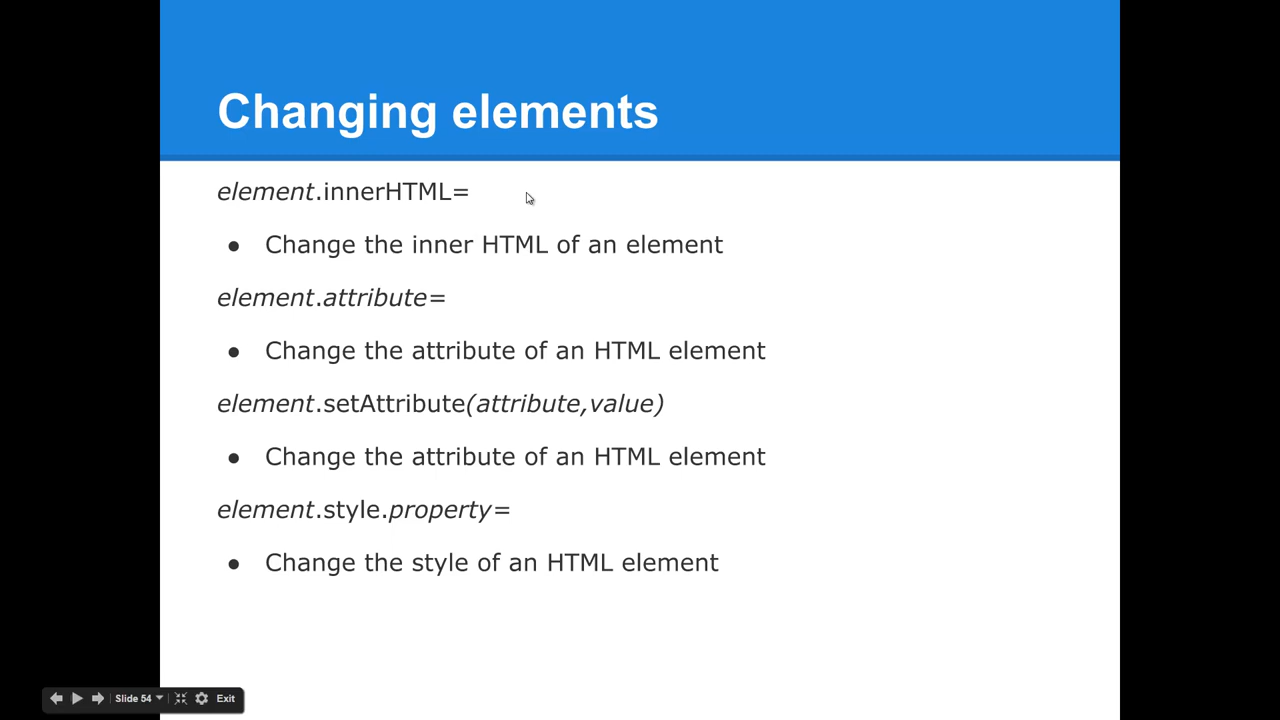 Changing elements
element.innerHTML=
● Change the inner HTML of an element
element.attribute=
● Change the attribute of an HTML element
element.setAttribute(attribute,value)
● Change the attribute of an HTML element
element.style.property=
● Change the style of an HTML element
Slide 54 Exit